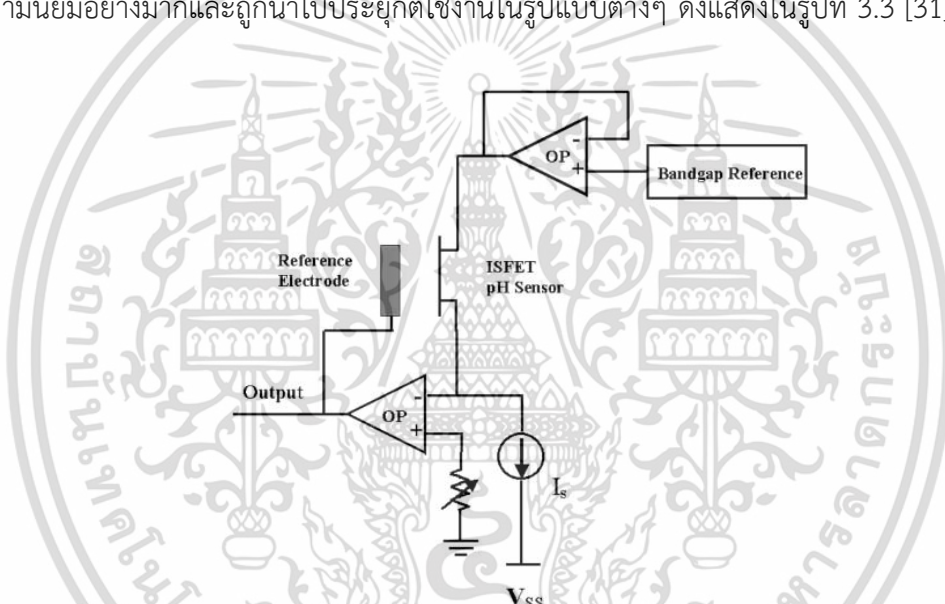 ามนิยมอย่างมากและถูกนำไปประยุกต์ใช้งานในรูปแบบต่างๆ ดังแสดงในรูปที่ 3.3 [31]
OP
-
+
Bandgap Reference
Reference
Electrode
ISFET
pH Sensor
Output
OP
-
+
Is
VSS